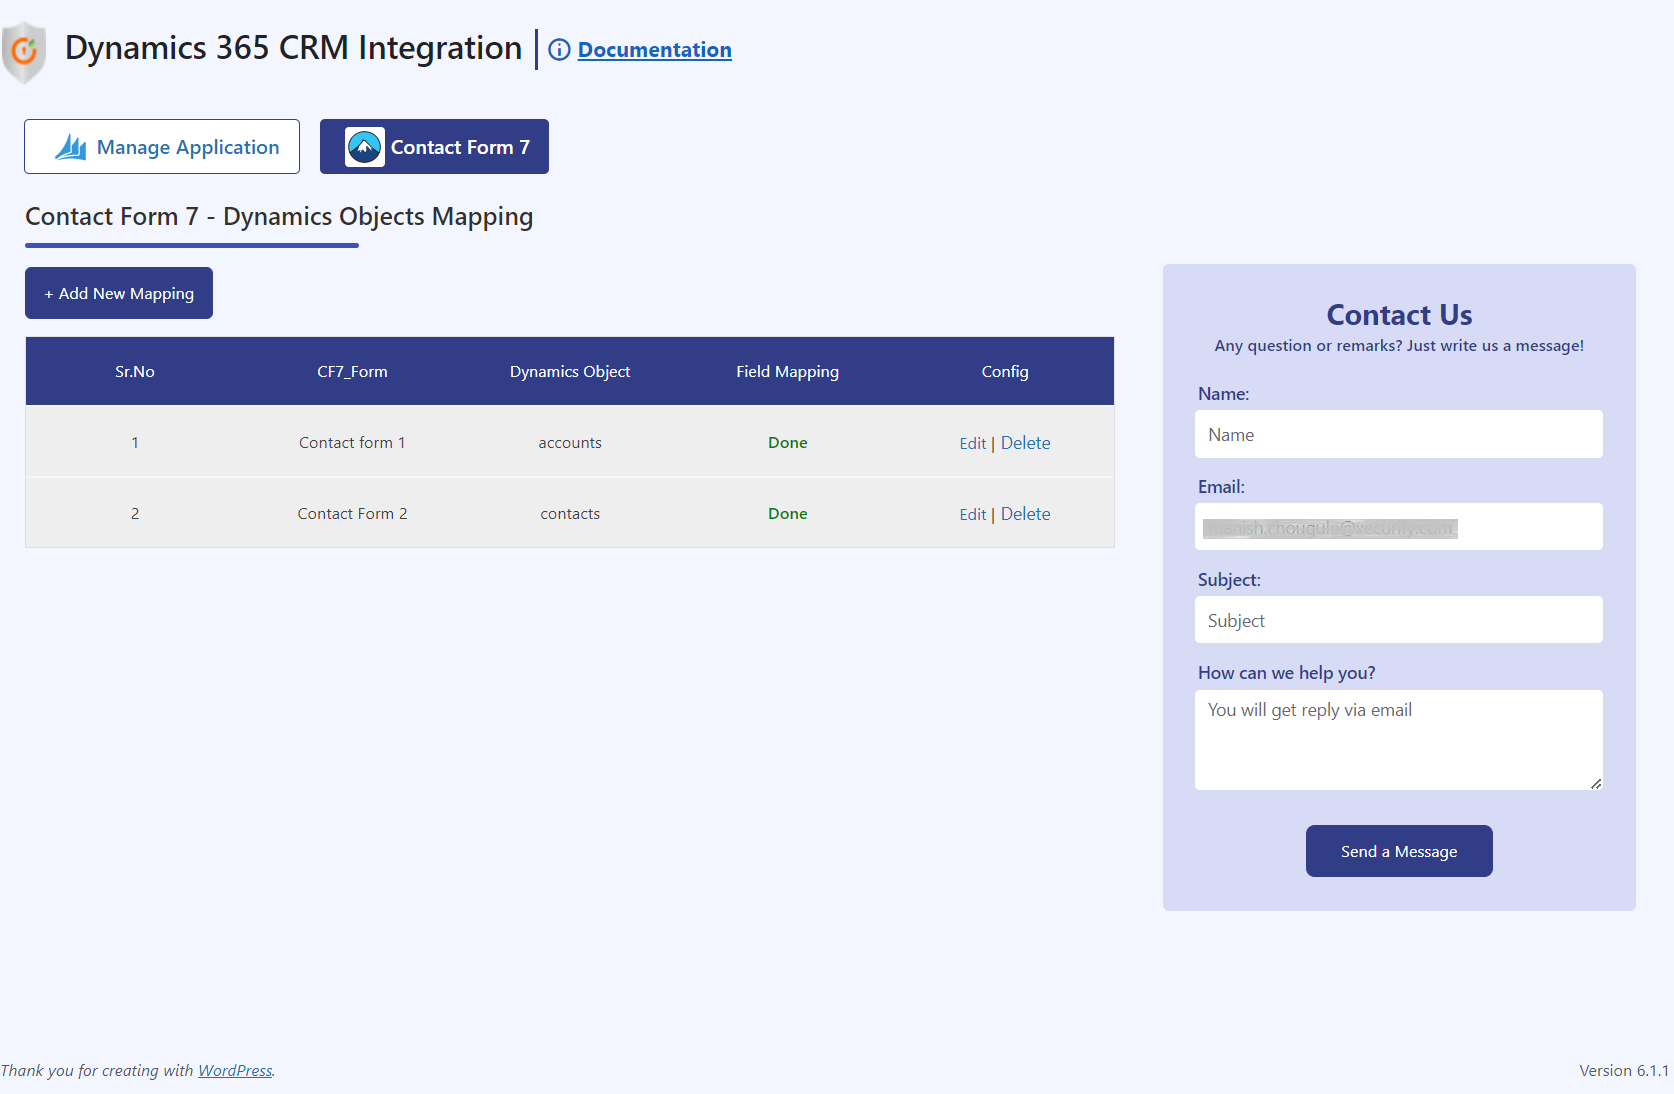 Dynamics 365 CRM Integration
Documentation
Manage Application
Contact Form 7
Contact Form 7 - Dynamics Objects Mapping
+ Add New Mapping
Sr.No CF7_Form Dynamics Object Field Mapping Config
1 Contact form 1 accounts Done Edit | Delete
2 Contact Form 2 contacts Done Edit | Delete
Contact Us
Any question or remarks? Just write us a message!
Name:
Name
Email:
Subject:
Subject
How can we help you?
You will get reply via email
Send a Message
Thank you for creating with WordPress.
Version 6.1.1